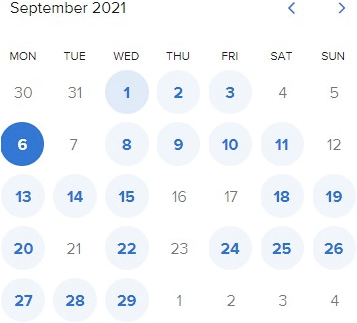 September 2021
MON TUE WED THU FRI SAT SUN
30 31 1 2 3 4 5
6 7 8 9 10 11 12
13 14 15 16 17 18 19
20 21 22 23 24 25 26
27 28 29 1 2 3 4